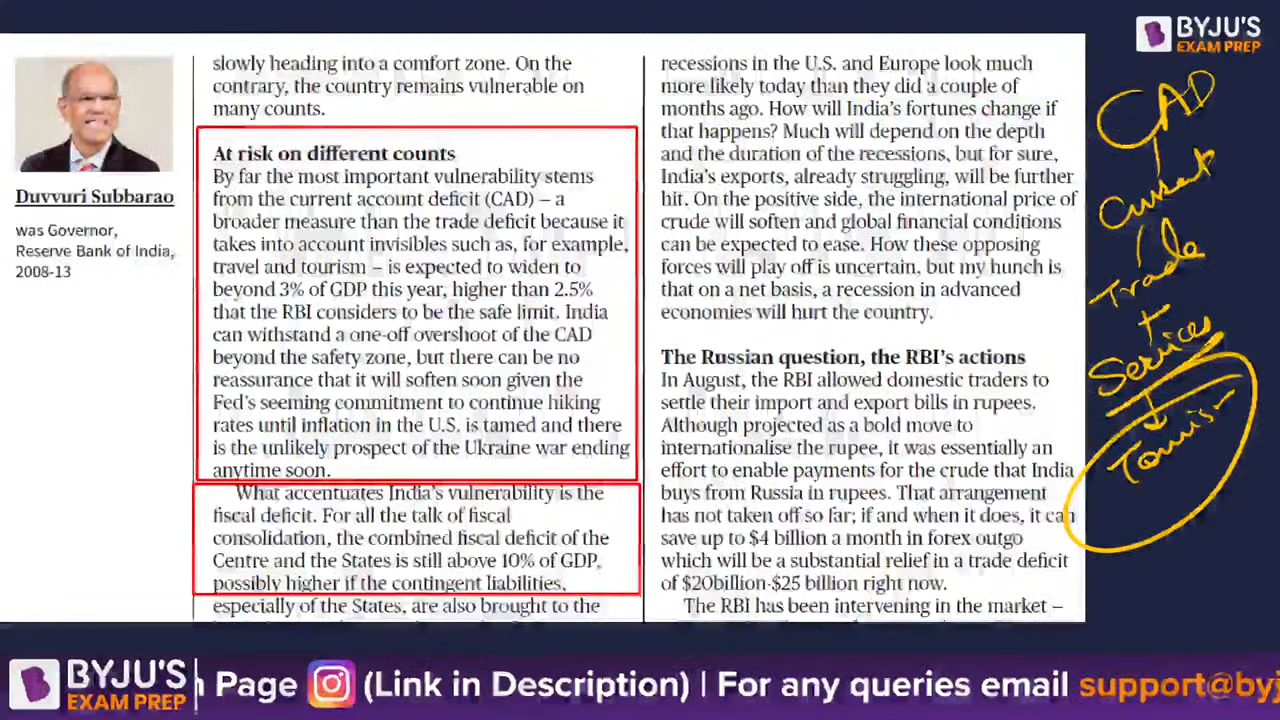 BYJU'S
EXAM PREP
Duvvuri Subbarao
was Governor,
Reserve Bank of India,
2008-13
slowly heading into a comfort zone. On the
contrary, the country remains vulnerable on
many counts.
At risk on different counts
By far the most important vulnerability stems
from the current account deficit (CAD) – a
broader measure than the trade deficit because it
takes into account invisibles such as, for example,
travel and tourism – is expected to widen to
beyond 3% of GDP this year, higher than 2.5%
that the RBI considers to be the safe limit. India
can withstand a one-off overshoot of the CAD
beyond the safety zone, but there can be no
reassurance that it will soften soon given the
Fed's seeming commitment to continue hiking
rates until inflation in the U.S. is tamed and there
is the unlikely prospect of the Ukraine war ending
anytime soon.
What accentuates India's vulnerability is the
fiscal deficit. For all the talk of fiscal
consolidation, the combined fiscal deficit of the
Centre and the States is still above 10% of GDP,
possibly higher if the contingent liabilities,
especially of the States, are also brought to the
recessions in the U.S. and Europe look much
more likely today than they did a couple of
months ago. How will India's fortunes change if
that happens? Much will depend on the depth
and the duration of the recessions, but for sure,
India's exports, already struggling, will be further
hit. On the positive side, the international price of
crude will soften and global financial conditions
can be expected to ease. How these opposing
forces will play off is uncertain, but my hunch is
that on a net basis, a recession in advanced
economies will hurt the country.
The Russian question, the RBI's actions
In August, the RBI allowed domestic traders to
settle their import and export bills in rupees.
Although projected as a bold move to
internationalise the rupee, it was essentially an
effort to enable payments for the crude that India
buys from Russia in rupees. That arrangement
has not taken off so far; if and when it does, it can
save up to $4 billion a month in forex outgo
which will be a substantial relief in a trade deficit
of $20billion-$25 billion right now.
The RBI has been intervening in the market –
CAD
Trade
+
Services
BYJU'S
EXAM PREP
n Page (Link in Description) | For any queries email support@byj